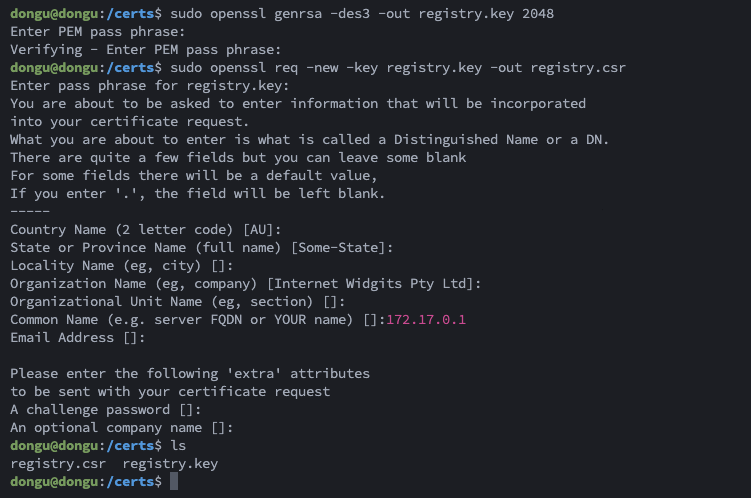 dongu@dongu:/certs$ sudo openssl genrsa -des3 -out registry.key 2048
Enter PEM pass phrase:
Verifying - Enter PEM pass phrase:
dongu@dongu:/certs$ sudo openssl req -new -key registry.key -out registry.csr
Enter pass phrase for registry.key:
You are about to be asked to enter information that will be incorporated
into your certificate request.
What you are about to enter is what is called a Distinguished Name or a DN.
There are quite a few fields but you can leave some blank
For some fields there will be a default value,
If you enter '.', the field will be left blank.
-----
Country Name (2 letter code) [AU]:
State or Province Name (full name) [Some-State]:
Locality Name (eg, city) []:
Organization Name (eg, company) [Internet Widgits Pty Ltd]:
Organizational Unit Name (eg, section) []:
Common Name (e.g. server FQDN or YOUR name) []:172.17.0.1
Email Address []:

Please enter the following 'extra' attributes
to be sent with your certificate request
A challenge password []:
An optional company name []:
dongu@dongu:/certs$ ls
registry.csr  registry.key
dongu@dongu:/certs$